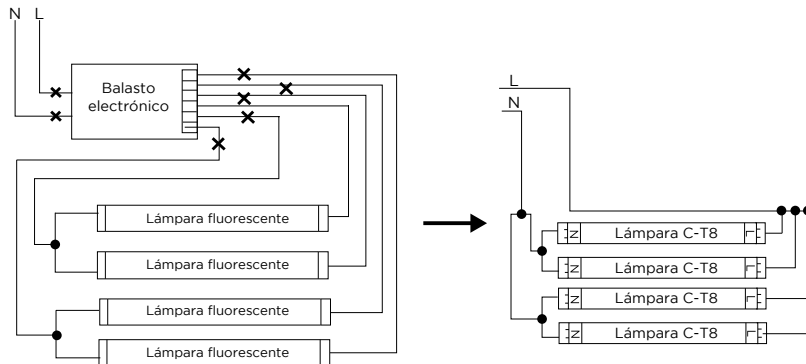 N L
Balasto
electrónico
Lámpara fluorescente
Lámpara fluorescente
Lámpara fluorescente
Lámpara fluorescente
L
N
N Lámpara C-T8 L
N Lámpara C-T8 L
N Lámpara C-T8 L
N Lámpara C-T8 L